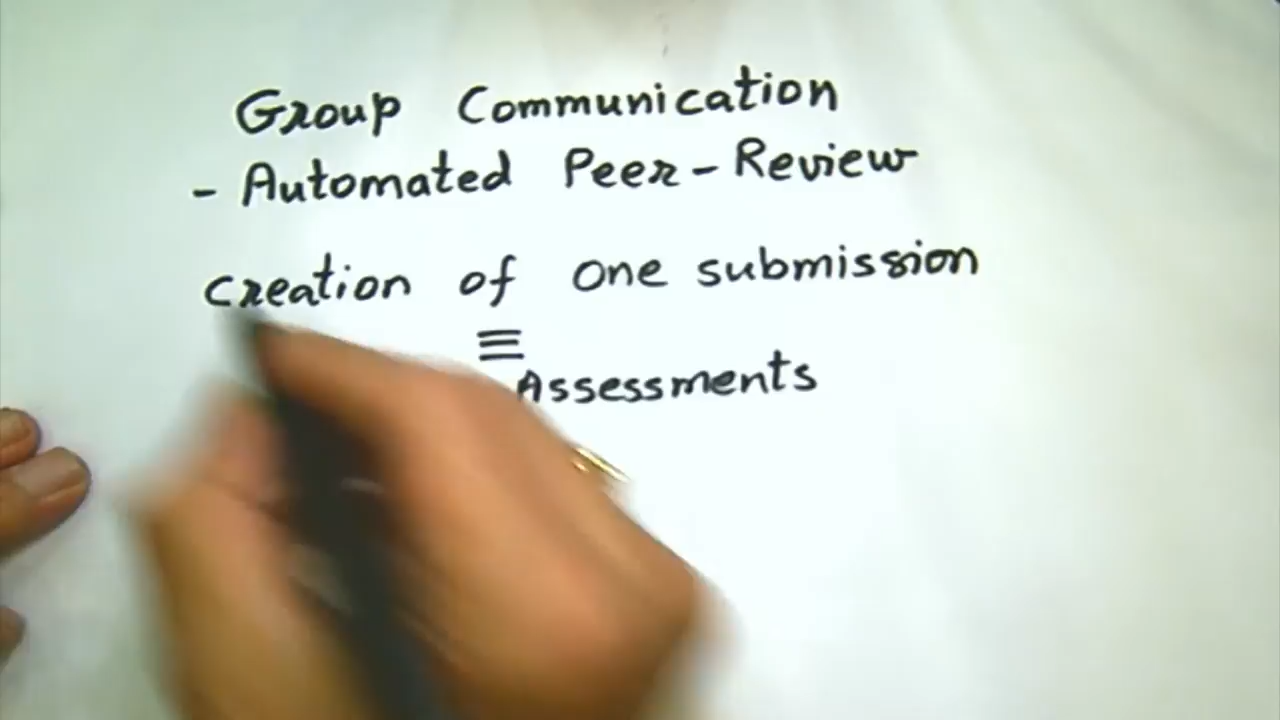 Group Communication
- Automated Peer-Review
creation of one submission
≡
Assessments